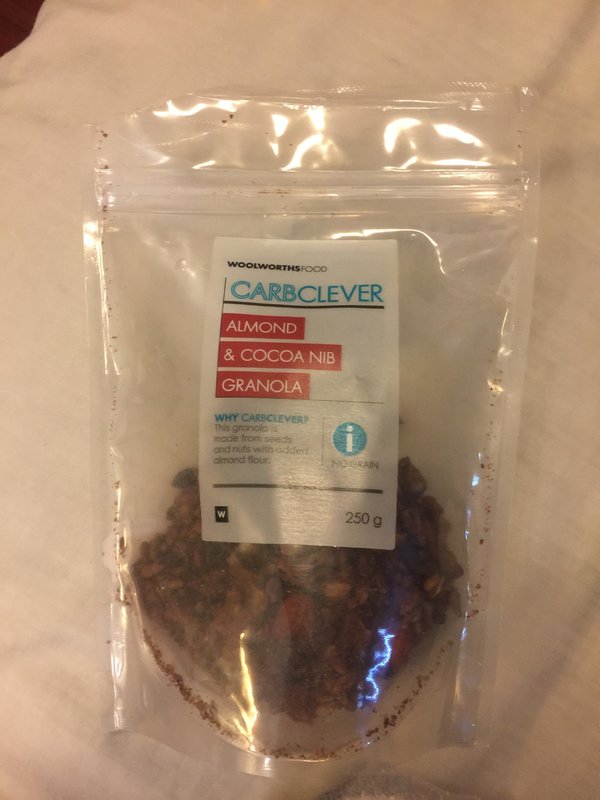 WOOLWORTHSFOOD
CARBCLEVER
ALMOND
& COCOA NIB
GRANOLA
WHY CARBCLEVER?
This granola is
made from seeds
and nuts with added
almond flour.
i
NO GRAIN
W
250 g